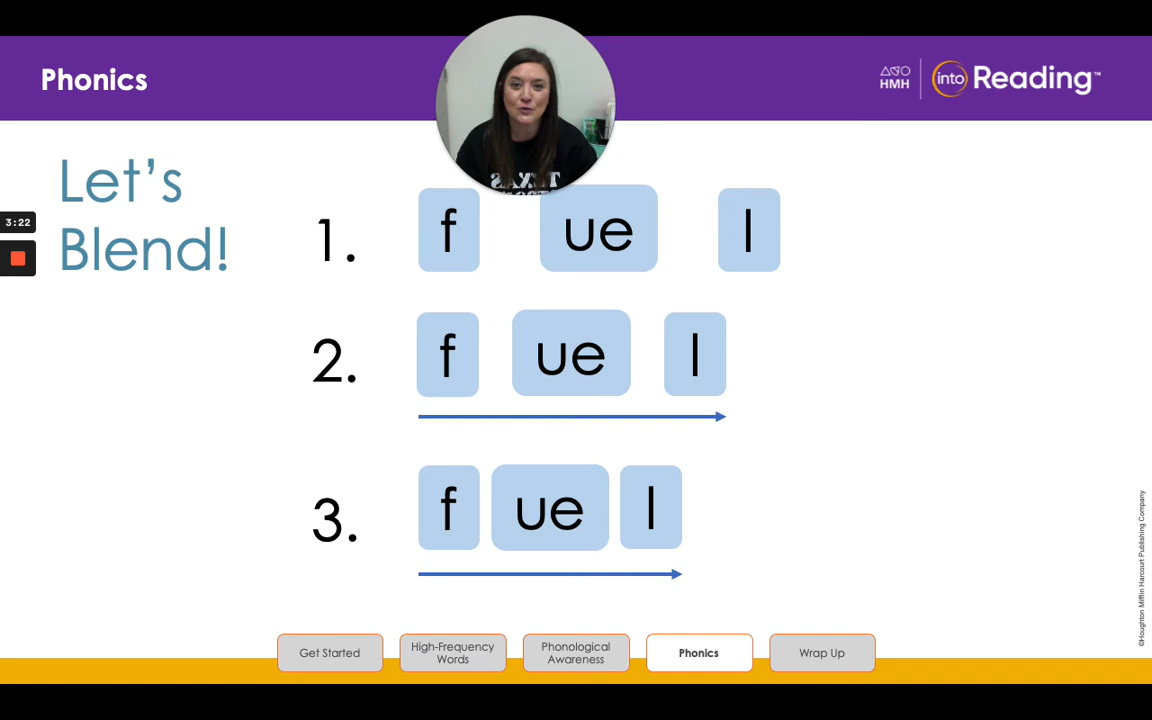 Phonics
HMH
into Reading™
Let's
Blend!
3:22
1. f ue l
2. f ue l
3. f ue l
Get Started
High-Frequency
Words
Phonological
Awareness
Phonics
Wrap Up
©Houghton Mifflin Harcourt Publishing Company